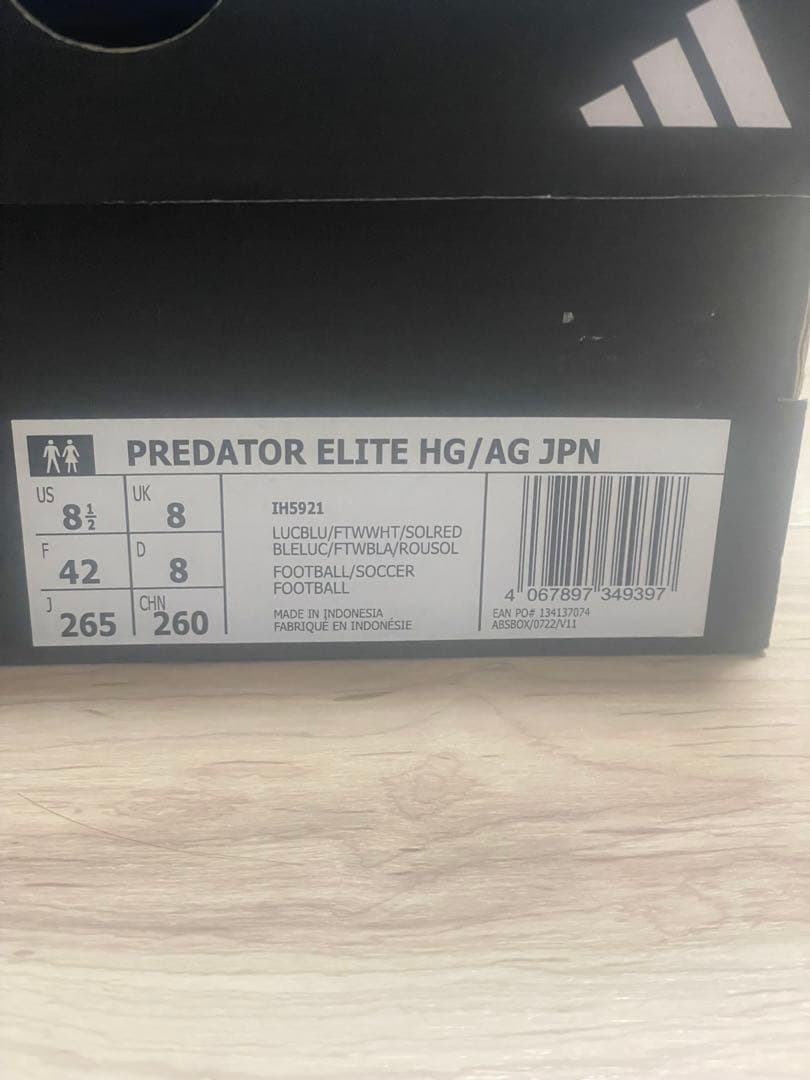 PREDATOR ELITE HG/AG JPN
US 8½
UK 8
F 42
D 8
J 265
CHN 260
IH5921
LUCBLU/FTWWHT/SOLRED
BLELUC/FTWBLA/ROUSOL
FOOTBALL/SOCCER
FOOTBALL
MADE IN INDONESIA
FABRIQUÉ EN INDONÉSIE
4 067897 349397
EAN PO# 134137074
ABSBOX/0722/V11